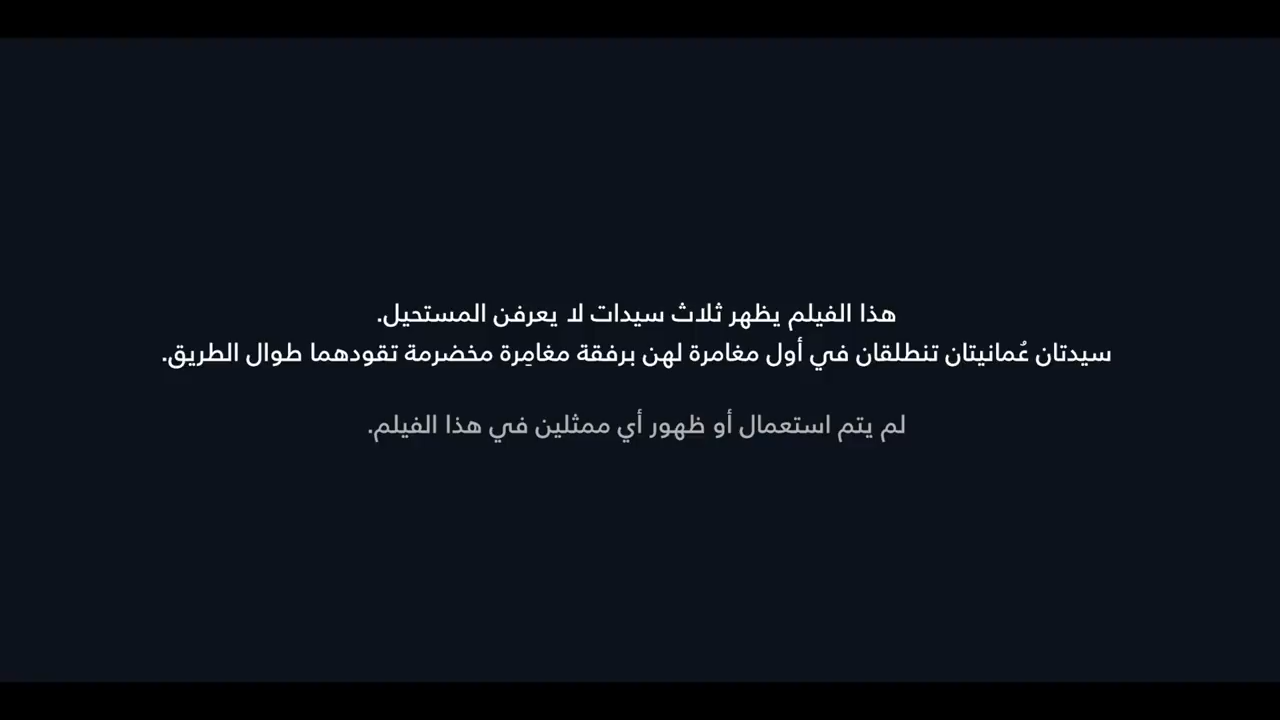 هذا الفيلم يظهر ثلاث سيدات لا يعرفن المستحيل.
سيدتان عُمانيتان تنطلقان في أول مغامرة لهن برفقة مغامِرة مخضرمة تقودهما طوال الطريق.
لم يتم استعمال أو ظهور أي ممثلين في هذا الفيلم.